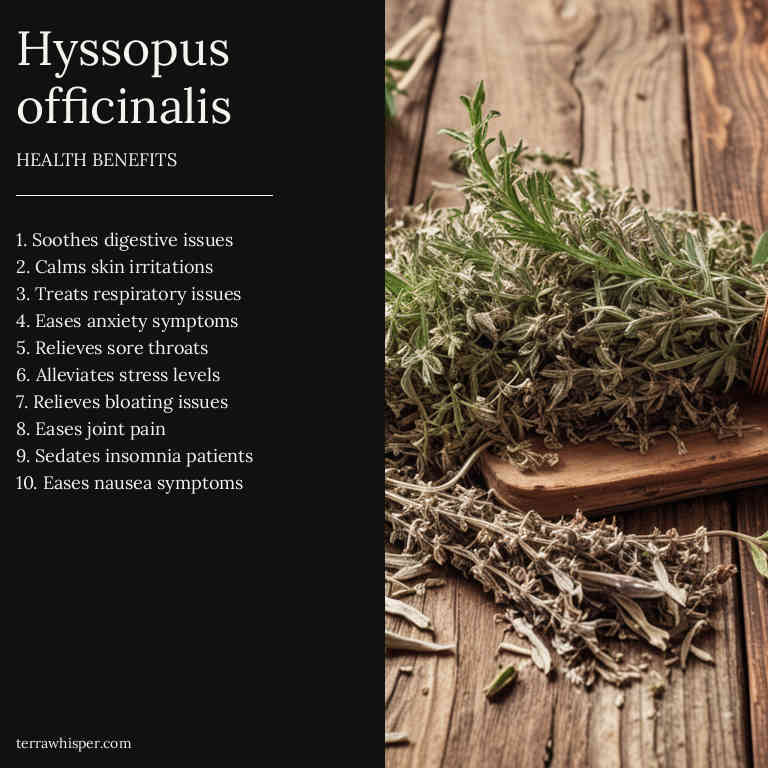 Hyssopus
officinalis
HEALTH BENEFITS
1. Soothes digestive issues
2. Calms skin irritations
3. Treats respiratory issues
4. Eases anxiety symptoms
5. Relieves sore throats
6. Alleviates stress levels
7. Relieves bloating issues
8. Eases joint pain
9. Sedates insomnia patients
10. Eases nausea symptoms
terrawhisper.com